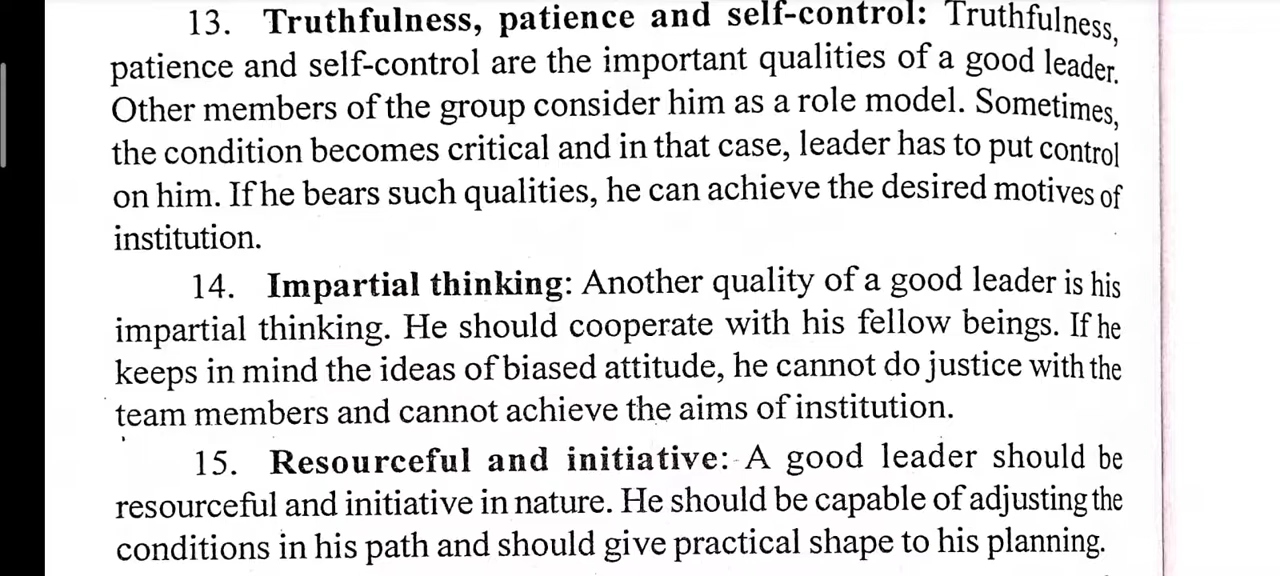 13. Truthfulness, patience and self-control: Truthfulness,
patience and self-control are the important qualities of a good leader.
Other members of the group consider him as a role model. Sometimes,
the condition becomes critical and in that case, leader has to put control
on him. If he bears such qualities, he can achieve the desired motives of
institution.
14. Impartial thinking: Another quality of a good leader is his
impartial thinking. He should cooperate with his fellow beings. If he
keeps in mind the ideas of biased attitude, he cannot do justice with the
team members and cannot achieve the aims of institution.
15. Resourceful and initiative: A good leader should be
resourceful and initiative in nature. He should be capable of adjusting the
conditions in his path and should give practical shape to his planning.